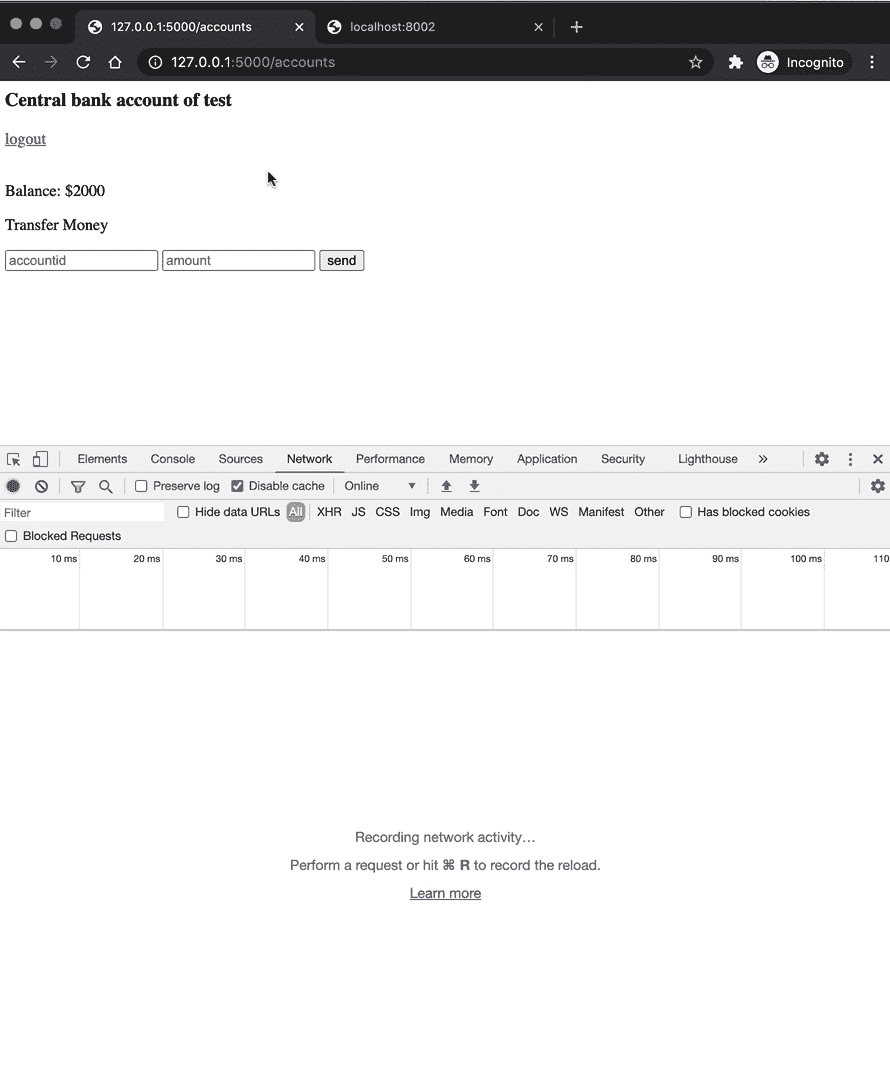 127.0.0.1:5000/accounts localhost:8002
127.0.0.1:5000/accounts Incognito
Central bank account of test
logout
Balance: $2000
Transfer Money
accountid amount send
Elements Console Sources Network Performance Memory Application Security Lighthouse »
Preserve log Disable cache Online
Filter Hide data URLs All XHR JS CSS Img Media Font Doc WS Manifest Other Has blocked cookies
Blocked Requests
10 ms 20 ms 30 ms 40 ms 50 ms 60 ms 70 ms 80 ms 90 ms 100 ms 110
Recording network activity…
Perform a request or hit ⌘ R to record the reload.
Learn more